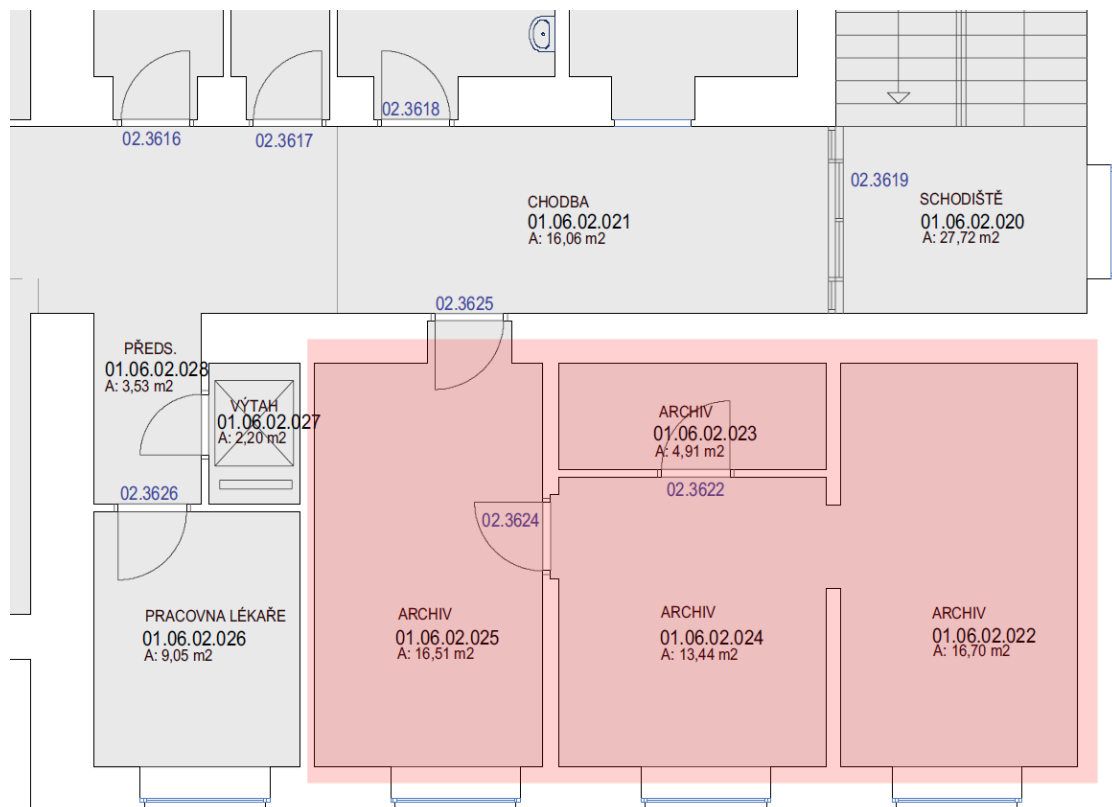 02.3616
02.3617
02.3618
02.3619
CHODBA
01.06.02.021
A: 16,06 m2
SCHODIŠTĚ
01.06.02.020
A: 27,72 m2
02.3625
PŘEDS.
01.06.02.028
A: 3,53 m2
VÝTAH
01.06.02.027
A: 2,20 m2
ARCHIV
01.06.02.023
A: 4,91 m2
02.3626
02.3622
02.3624
PRACOVNA LÉKAŘE
01.06.02.026
A: 9,05 m2
ARCHIV
01.06.02.025
A: 16,51 m2
ARCHIV
01.06.02.024
A: 13,44 m2
ARCHIV
01.06.02.022
A: 16,70 m2